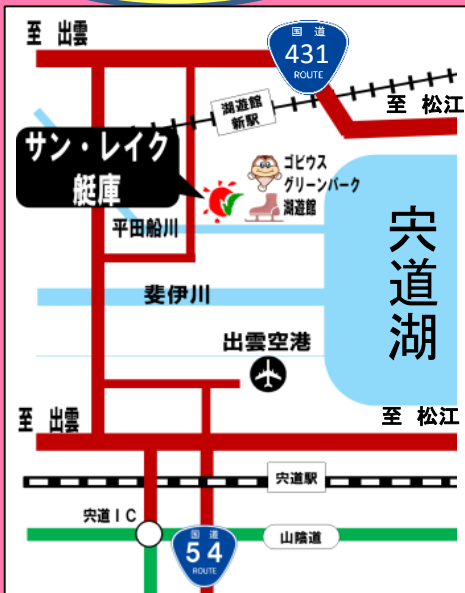 至 出雲
国道
431
ROUTE
湖遊館
新駅
至 松江
サン・レイク
艇庫
ゴビウス
グリーンパーク
湖遊館
平田船川
宍道湖
斐伊川
出雲空港
至 出雲
至 松江
宍道駅
宍道IC
国道
54
ROUTE
山陰道